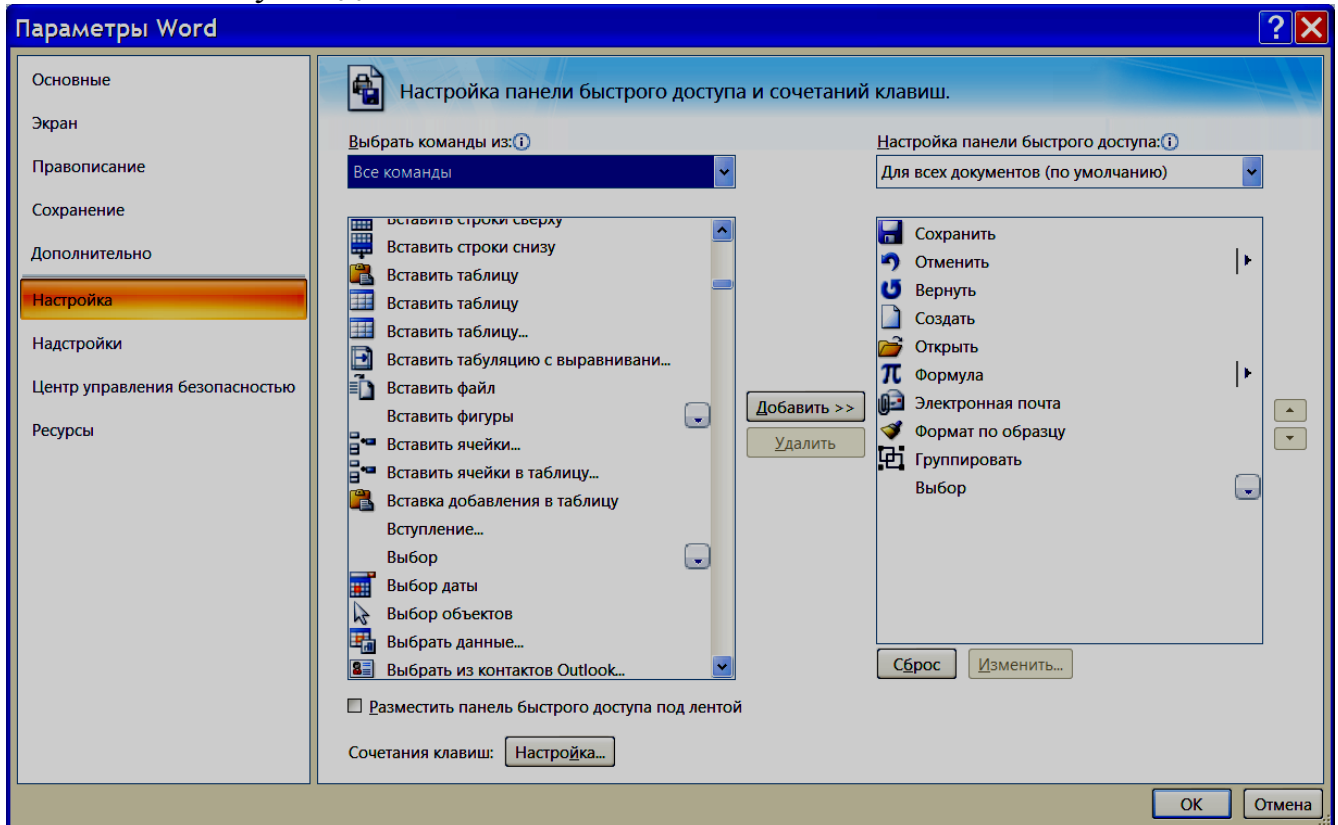 Параметры Word
Основные
Экран
Правописание
Сохранение
Дополнительно
Настройка
Надстройки
Центр управления безопасностью
Ресурсы
Настройка панели быстрого доступа и сочетаний клавиш.
Выбрать команды из:
Все команды
Вставить строки сверху
Вставить строки снизу
Вставить таблицу
Вставить таблицу
Вставить таблицу...
Вставить табуляцию с выравнивани...
Вставить файл
Вставить фигуры
Вставить ячейки...
Вставить ячейки в таблицу...
Вставка добавления в таблицу
Вступление...
Выбор
Выбор даты
Выбор объектов
Выбрать данные...
Выбрать из контактов Outlook...
Добавить >>
Удалить
Настройка панели быстрого доступа:
Для всех документов (по умолчанию)
Сохранить
Отменить
Вернуть
Создать
Открыть
Формула
Электронная почта
Формат по образцу
Группировать
Выбор
Сброс
Изменить...
Разместить панель быстрого доступа под лентой
Сочетания клавиш:
Настройка...
ОК
Отмена